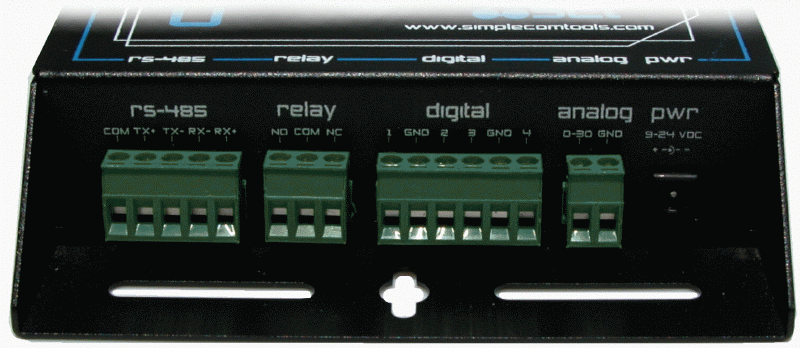 www.simplecomtools.com
rs-485 relay digital analog pwr
rs-485 relay digital analog pwr
COM TX+ TX- RX- RX+ NO COM NC 1 GND 2 3 GND 4 0-30 GND 9-24 VDC
+ -